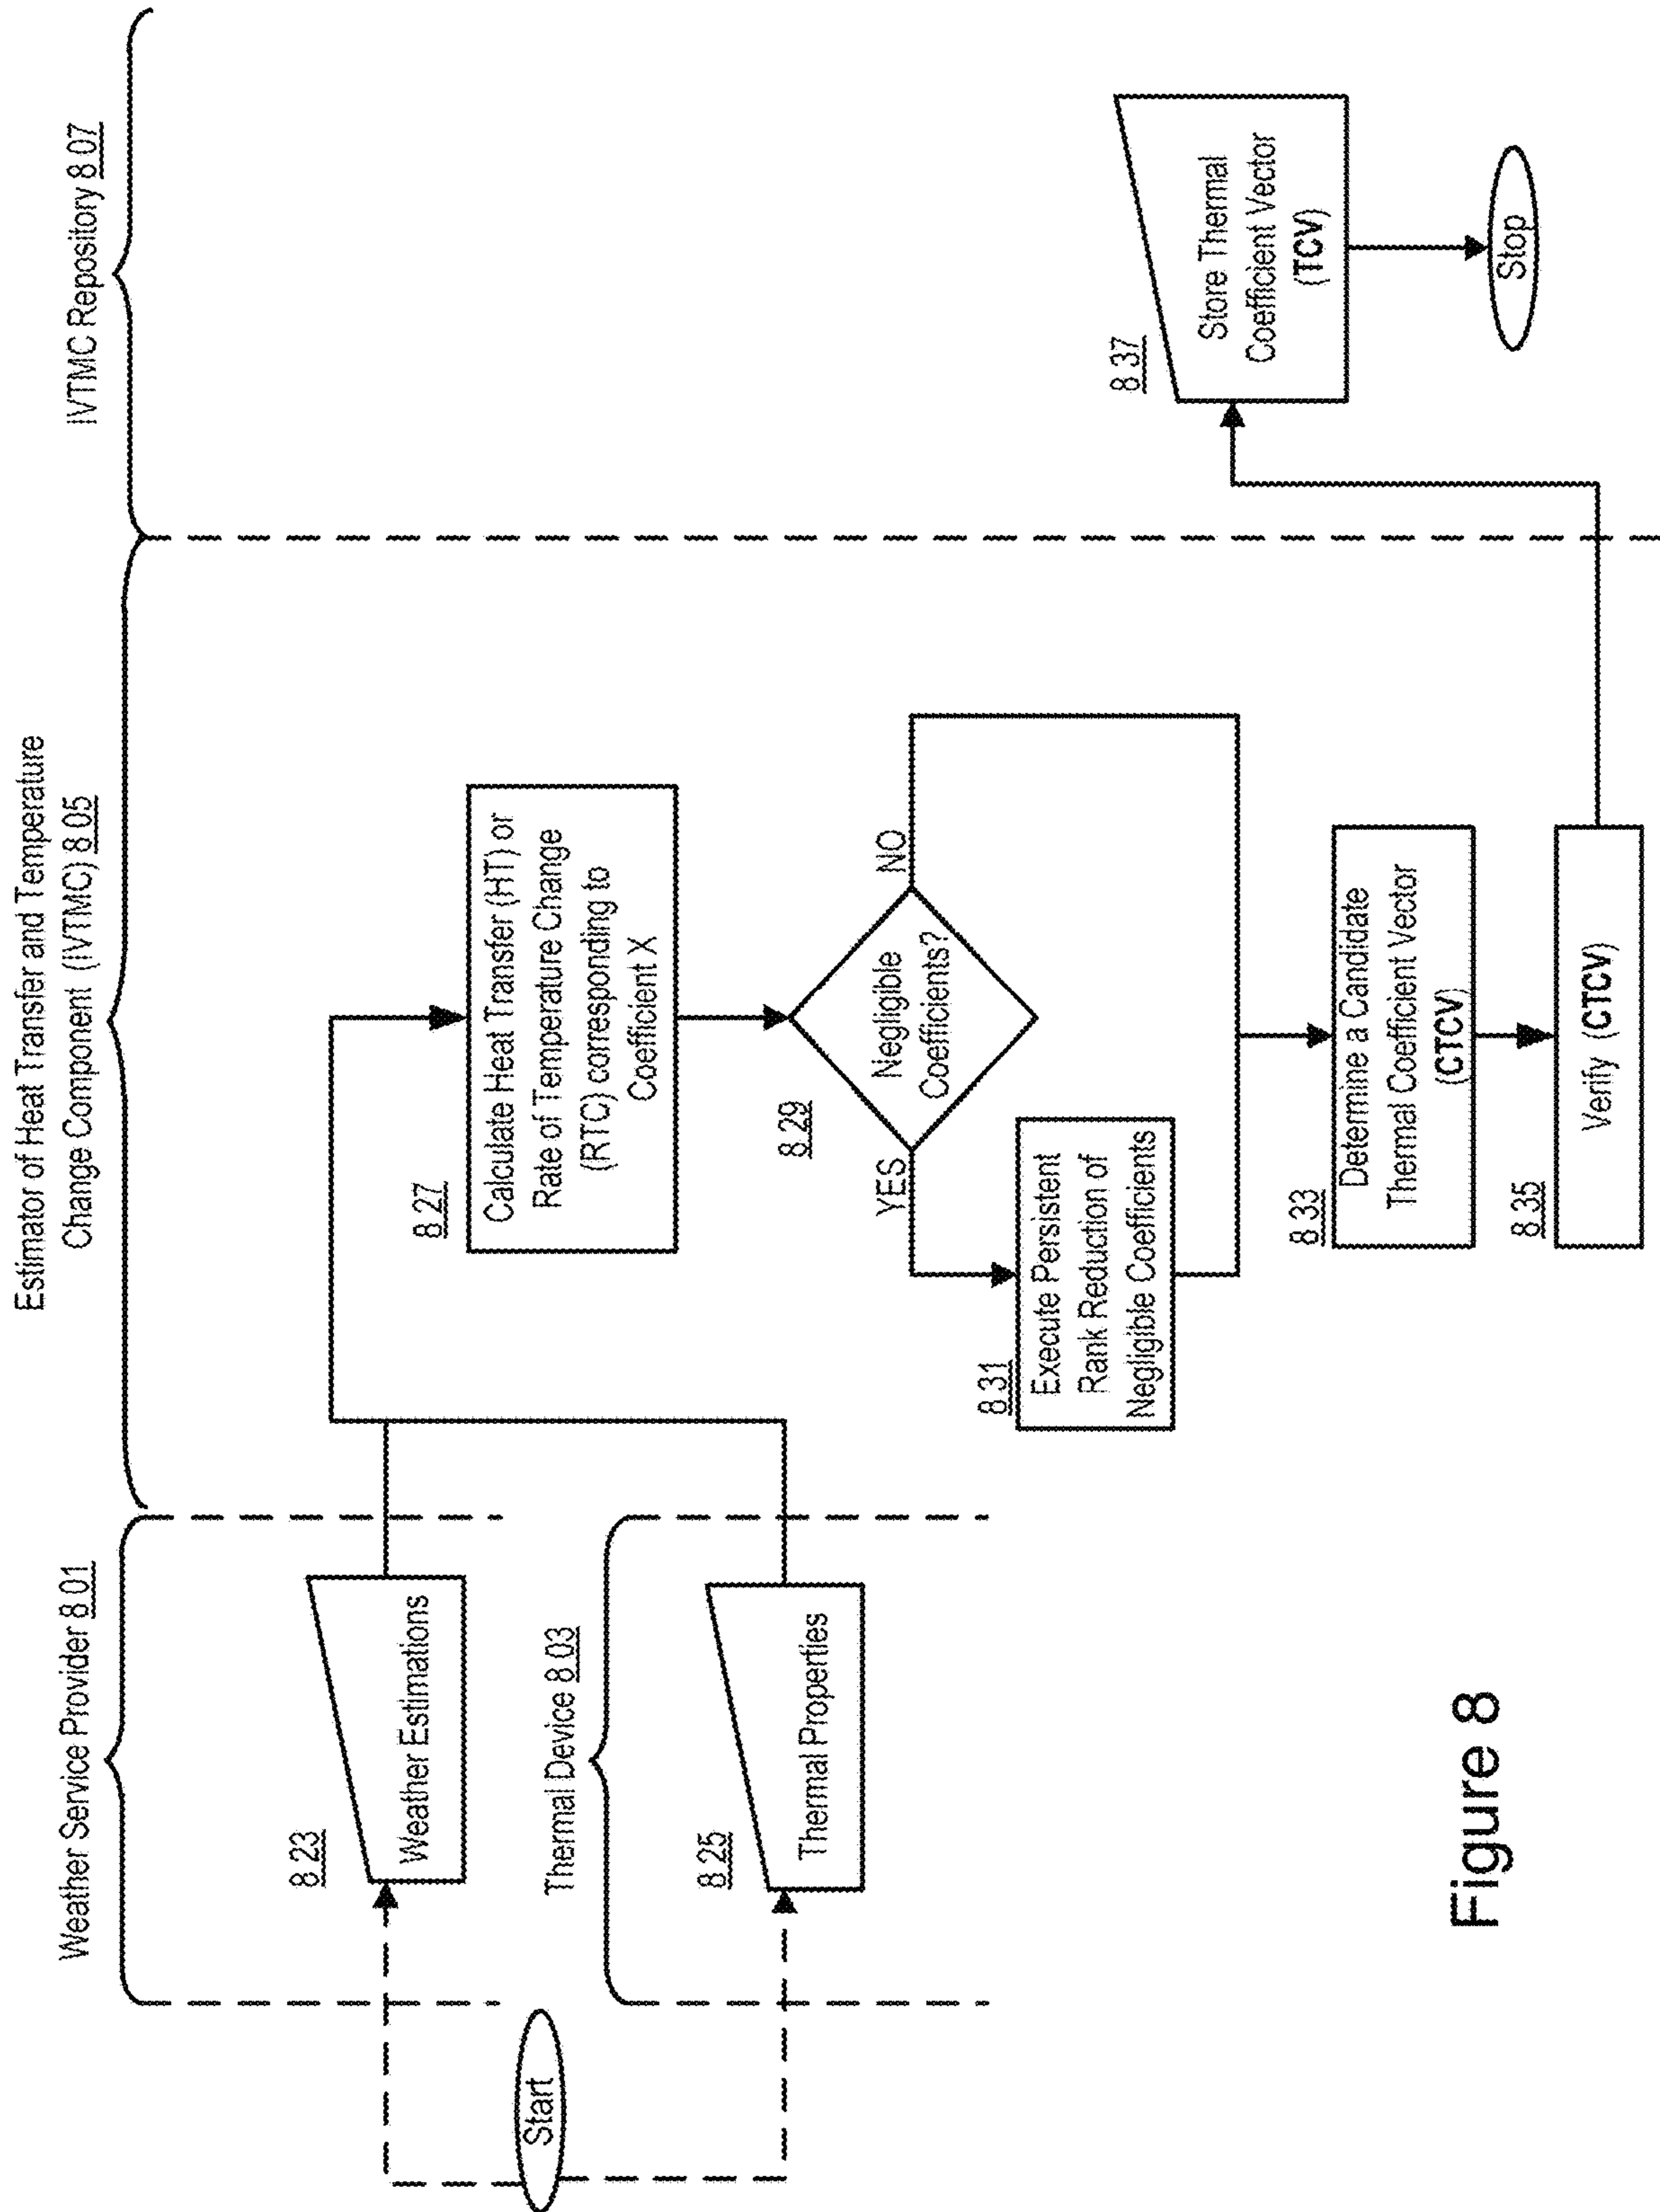 Weather Service Provider 8.01
Estimator of Heat Transfer and Temperature
Change Component (IVTMC) 8.05
IVTMC Repository 8.07
Start
8.23
Weather Estimations
Thermal Device 8.03
8.25
Thermal Properties
8.27
Calculate Heat Transfer (HT) or
Rate of Temperature Change
(RTC) corresponding to
Coefficient X
8.29
Negligible
Coefficients?
YES
NO
8.31
Execute Persistent
Rank Reduction of
Negligible Coefficients
8.33
Determine a Candidate
Thermal Coefficient Vector
(CTCV)
8.35
Verify (CTCV)
8.37
Store Thermal
Coefficient Vector
(TCV)
Stop
Figure 8